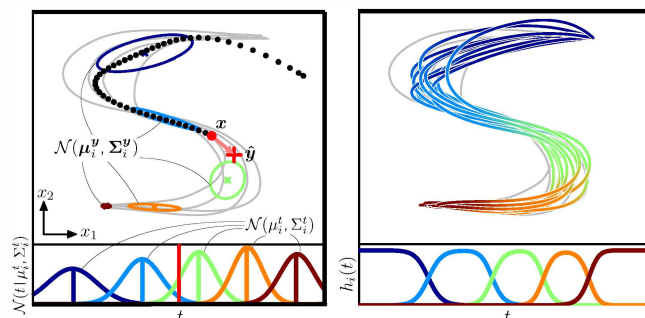 x
ŷ
𝒩(μᵢʸ, Σᵢʸ)
x₂
x₁
𝒩(μᵢᵗ, Σᵢᵗ)
𝒩(t | μᵢᵗ, Σᵢᵗ)
t
hᵢ(t)
t